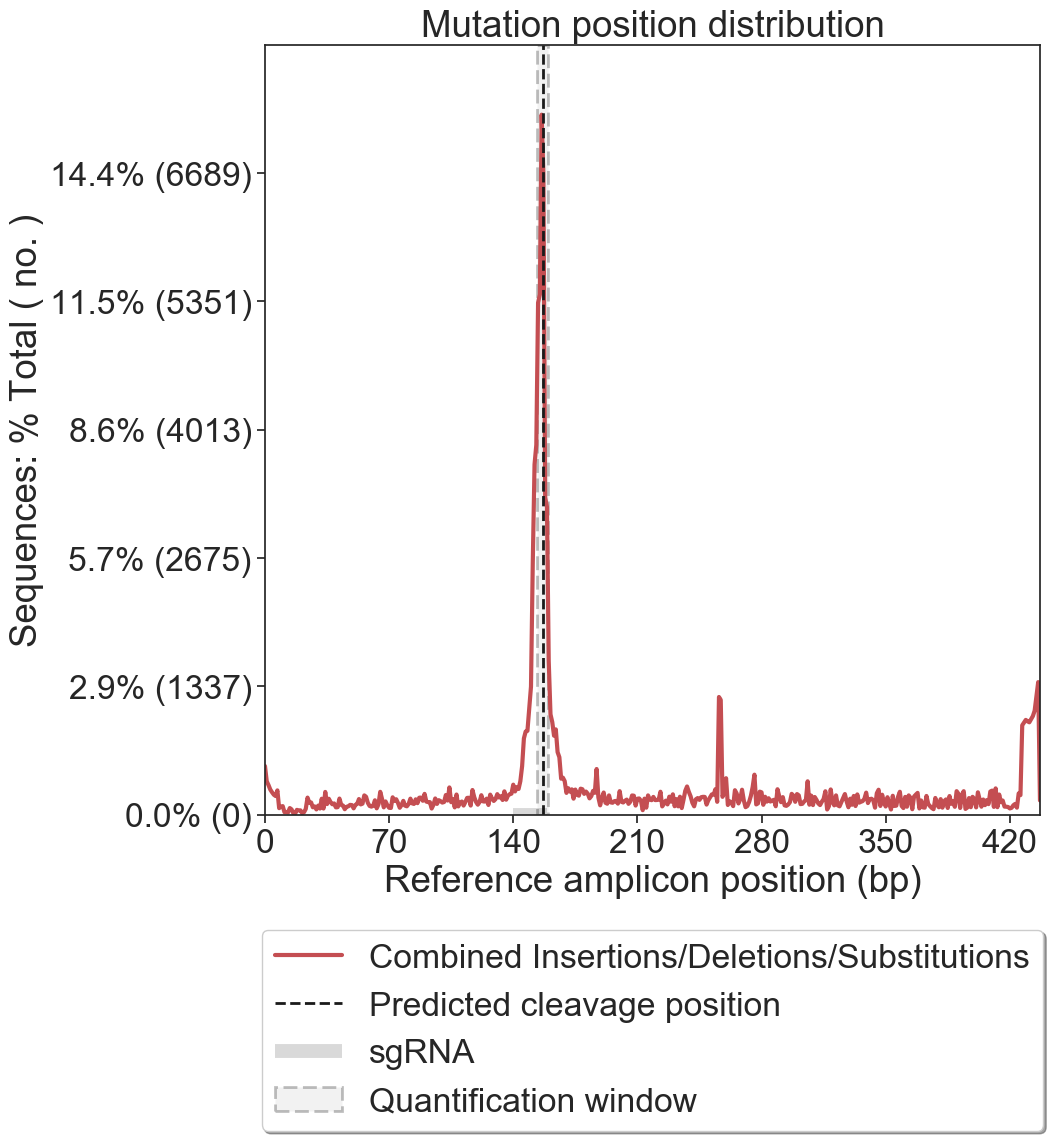 Mutation position distribution
Sequences: % Total ( no. )
14.4% (6689)
11.5% (5351)
8.6% (4013)
5.7% (2675)
2.9% (1337)
0.0% (0)
0 70 140 210 280 350 420
Reference amplicon position (bp)
Combined Insertions/Deletions/Substitutions
Predicted cleavage position
sgRNA
Quantification window